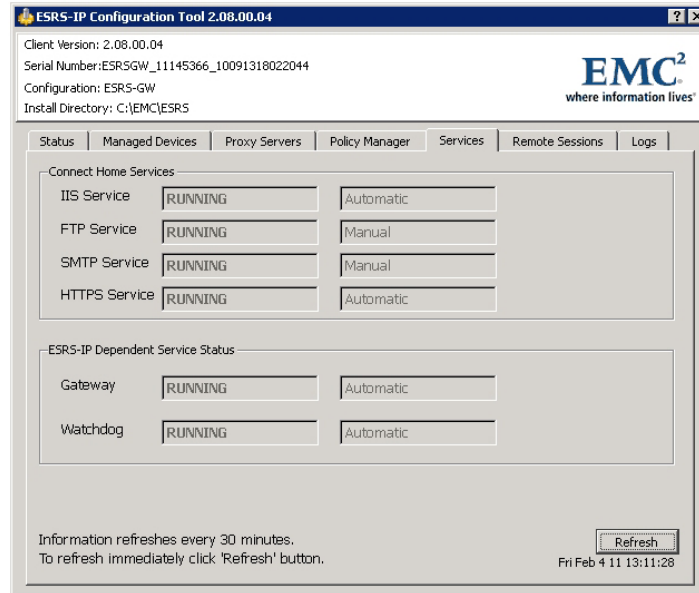 ESRS-IP Configuration Tool 2.08.00.04
Client Version: 2.08.00.04
Serial Number:ESRSGW_11145366_10091318022044
Configuration: ESRS-GW
Install Directory: C:\EMC\ESRS
EMC²
where information lives®
Status Managed Devices Proxy Servers Policy Manager Services Remote Sessions Logs
Connect Home Services
IIS Service RUNNING Automatic
FTP Service RUNNING Manual
SMTP Service RUNNING Manual
HTTPS Service RUNNING Automatic
ESRS-IP Dependent Service Status
Gateway RUNNING Automatic
Watchdog RUNNING Automatic
Information refreshes every 30 minutes.
To refresh immediately click 'Refresh' button.
Refresh
Fri Feb 4 11 13:11:28